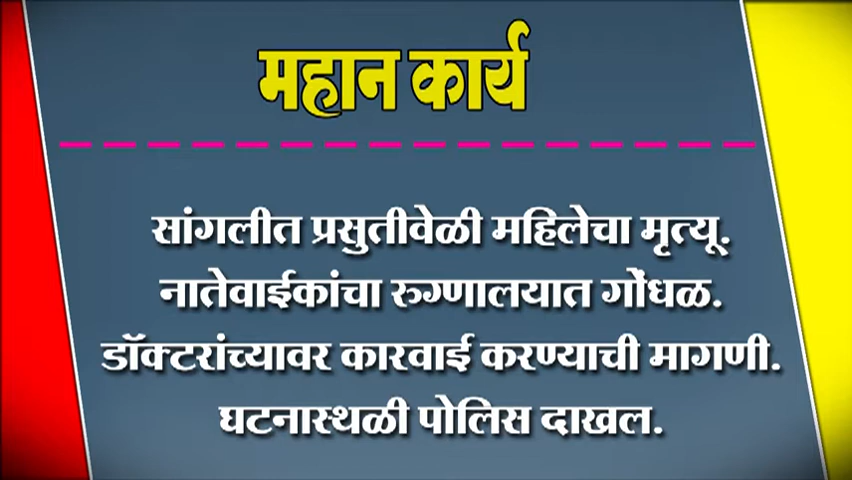 महान कार्य
सांगलीत प्रसुतीवेळी महिलेचा मृत्यू.
नातेवाईकांचा रुग्णालयात गोंधळ.
डॉक्टरांच्यावर कारवाई करण्याची मागणी.
घटनास्थळी पोलिस दाखल.